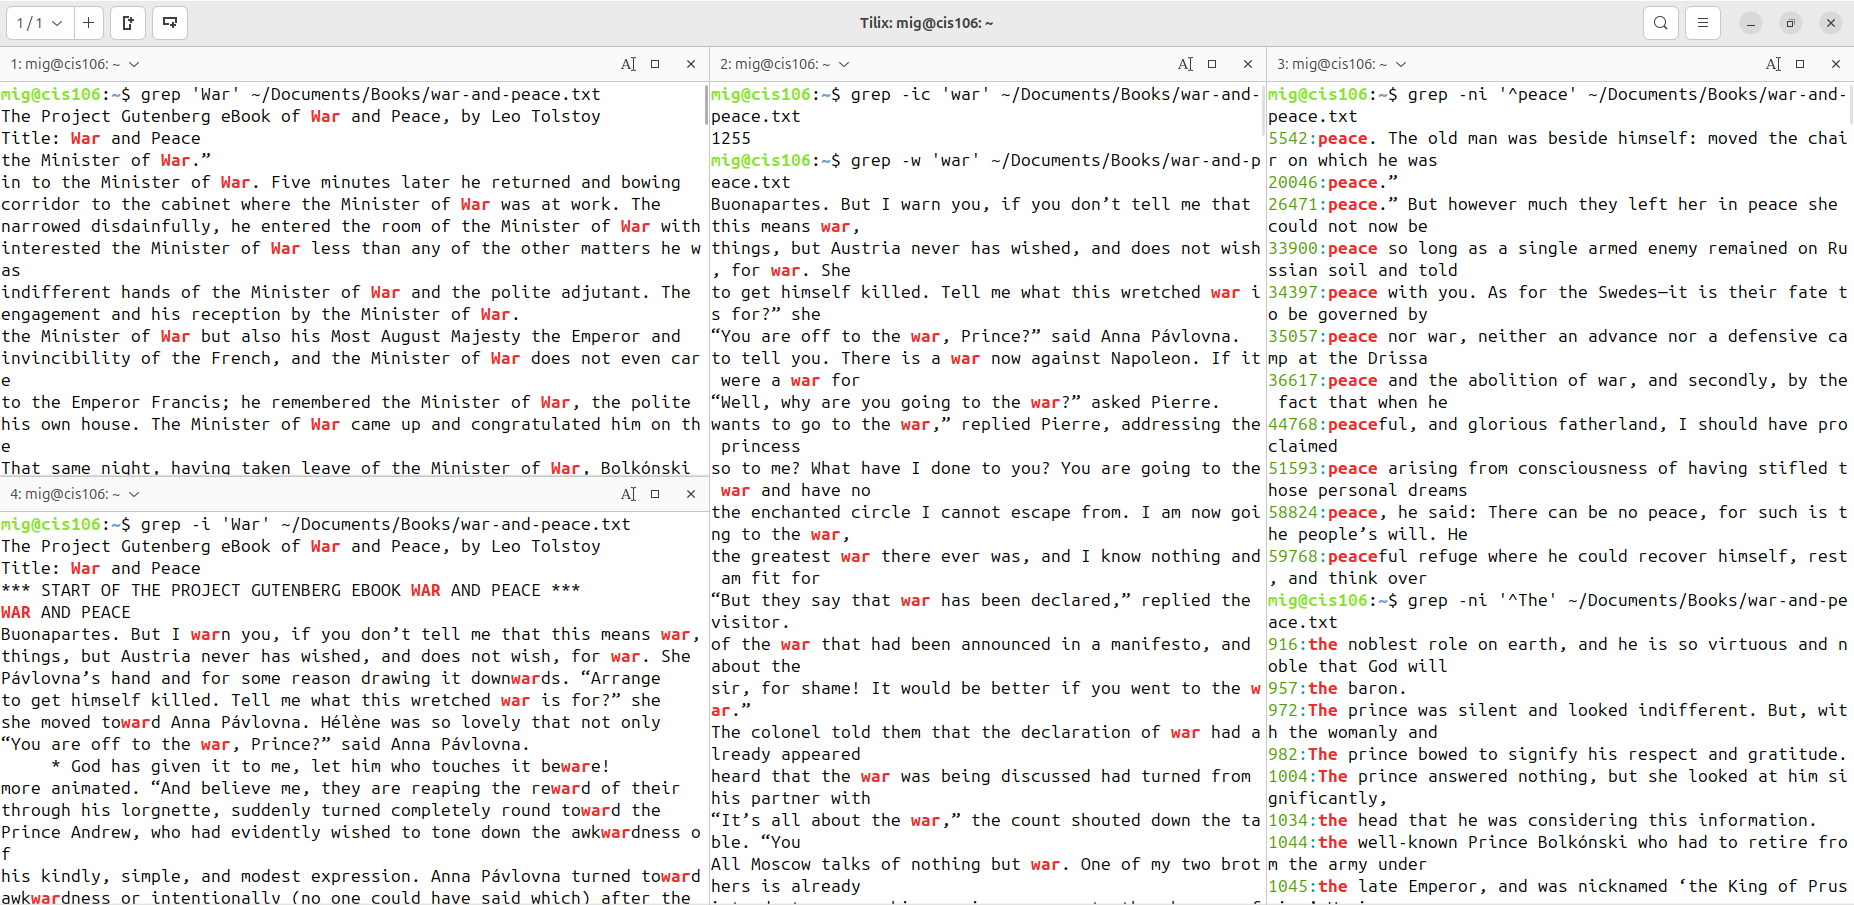 1 / 1
Tilix: mig@cis106: ~
1: mig@cis106: ~
mig@cis106:~$ grep 'War' ~/Documents/Books/war-and-peace.txt
The Project Gutenberg eBook of War and Peace, by Leo Tolstoy
Title: War and Peace
the Minister of War.”
in to the Minister of War. Five minutes later he returned and bowing
corridor to the cabinet where the Minister of War was at work. The
narrowed disdainfully, he entered the room of the Minister of War with
interested the Minister of War less than any of the other matters he w
as
indifferent hands of the Minister of War and the polite adjutant. The
engagement and his reception by the Minister of War.
the Minister of War but also his Most August Majesty the Emperor and
invincibility of the French, and the Minister of War does not even car
e
to the Emperor Francis; he remembered the Minister of War, the polite
his own house. The Minister of War came up and congratulated him on th
e
That same night, having taken leave of the Minister of War, Bolkónski
4: mig@cis106: ~
mig@cis106:~$ grep -i 'War' ~/Documents/Books/war-and-peace.txt
The Project Gutenberg eBook of War and Peace, by Leo Tolstoy
Title: War and Peace
*** START OF THE PROJECT GUTENBERG EBOOK WAR AND PEACE ***
WAR AND PEACE
Buonapartes. But I warn you, if you don’t tell me that this means war,
things, but Austria never has wished, and does not wish, for war. She
Pávlovna’s hand and for some reason drawing it downwards. “Arrange
to get himself killed. Tell me what this wretched war is for?” she
she moved toward Anna Pávlovna. Hélène was so lovely that not only
“You are off to the war, Prince?” said Anna Pávlovna.
* God has given it to me, let him who touches it beware!
more animated. “And believe me, they are reaping the reward of their
through his lorgnette, suddenly turned completely round toward the
Prince Andrew, who had evidently wished to tone down the awkwardness o
f
his kindly, simple, and modest expression. Anna Pávlovna turned toward
awkwardness or intentionally (no one could have said which) after the
2: mig@cis106: ~
mig@cis106:~$ grep -ic 'war' ~/Documents/Books/war-and-
peace.txt
1255
mig@cis106:~$ grep -w 'war' ~/Documents/Books/war-and-p
eace.txt
Buonapartes. But I warn you, if you don’t tell me that
this means war,
things, but Austria never has wished, and does not wish
, for war. She
to get himself killed. Tell me what this wretched war i
s for?” she
“You are off to the war, Prince?” said Anna Pávlovna.
to tell you. There is a war now against Napoleon. If it
were a war for
“Well, why are you going to the war?” asked Pierre.
wants to go to the war,” replied Pierre, addressing the
princess
so to me? What have I done to you? You are going to the
war and have no
the enchanted circle I cannot escape from. I am now goi
ng to the war,
the greatest war there ever was, and I know nothing and
am fit for
“But they say that war has been declared,” replied the
visitor.
of the war that had been announced in a manifesto, and
about the
sir, for shame! It would be better if you went to the w
ar.”
The colonel told them that the declaration of war had a
lready appeared
heard that the war was being discussed had turned from
his partner with
“It’s all about the war,” the count shouted down the ta
ble. “You
All Moscow talks of nothing but war. One of my two brot
hers is already
3: mig@cis106: ~
mig@cis106:~$ grep -ni '^peace' ~/Documents/Books/war-and-
peace.txt
5542:peace. The old man was beside himself: moved the chai
r on which he was
20046:peace.”
26471:peace.” But however much they left her in peace she
could not now be
33900:peace so long as a single armed enemy remained on Ru
ssian soil and told
34397:peace with you. As for the Swedes—it is their fate t
o be governed by
35057:peace nor war, neither an advance nor a defensive ca
mp at the Drissa
36617:peace and the abolition of war, and secondly, by the
fact that when he
44768:peaceful, and glorious fatherland, I should have pro
claimed
51593:peace arising from consciousness of having stifled t
hose personal dreams
58824:peace, he said: There can be no peace, for such is t
he people’s will. He
59768:peaceful refuge where he could recover himself, rest
, and think over
mig@cis106:~$ grep -ni '^The' ~/Documents/Books/war-and-pe
ace.txt
916:the noblest role on earth, and he is so virtuous and n
oble that God will
957:the baron.
972:The prince was silent and looked indifferent. But, wit
h the womanly and
982:The prince bowed to signify his respect and gratitude.
1004:The prince answered nothing, but she looked at him si
gnificantly,
1034:the head that he was considering this information.
1044:the well-known Prince Bolkónski who had to retire fro
m the army under
1045:the late Emperor, and was nicknamed ‘the King of Prus